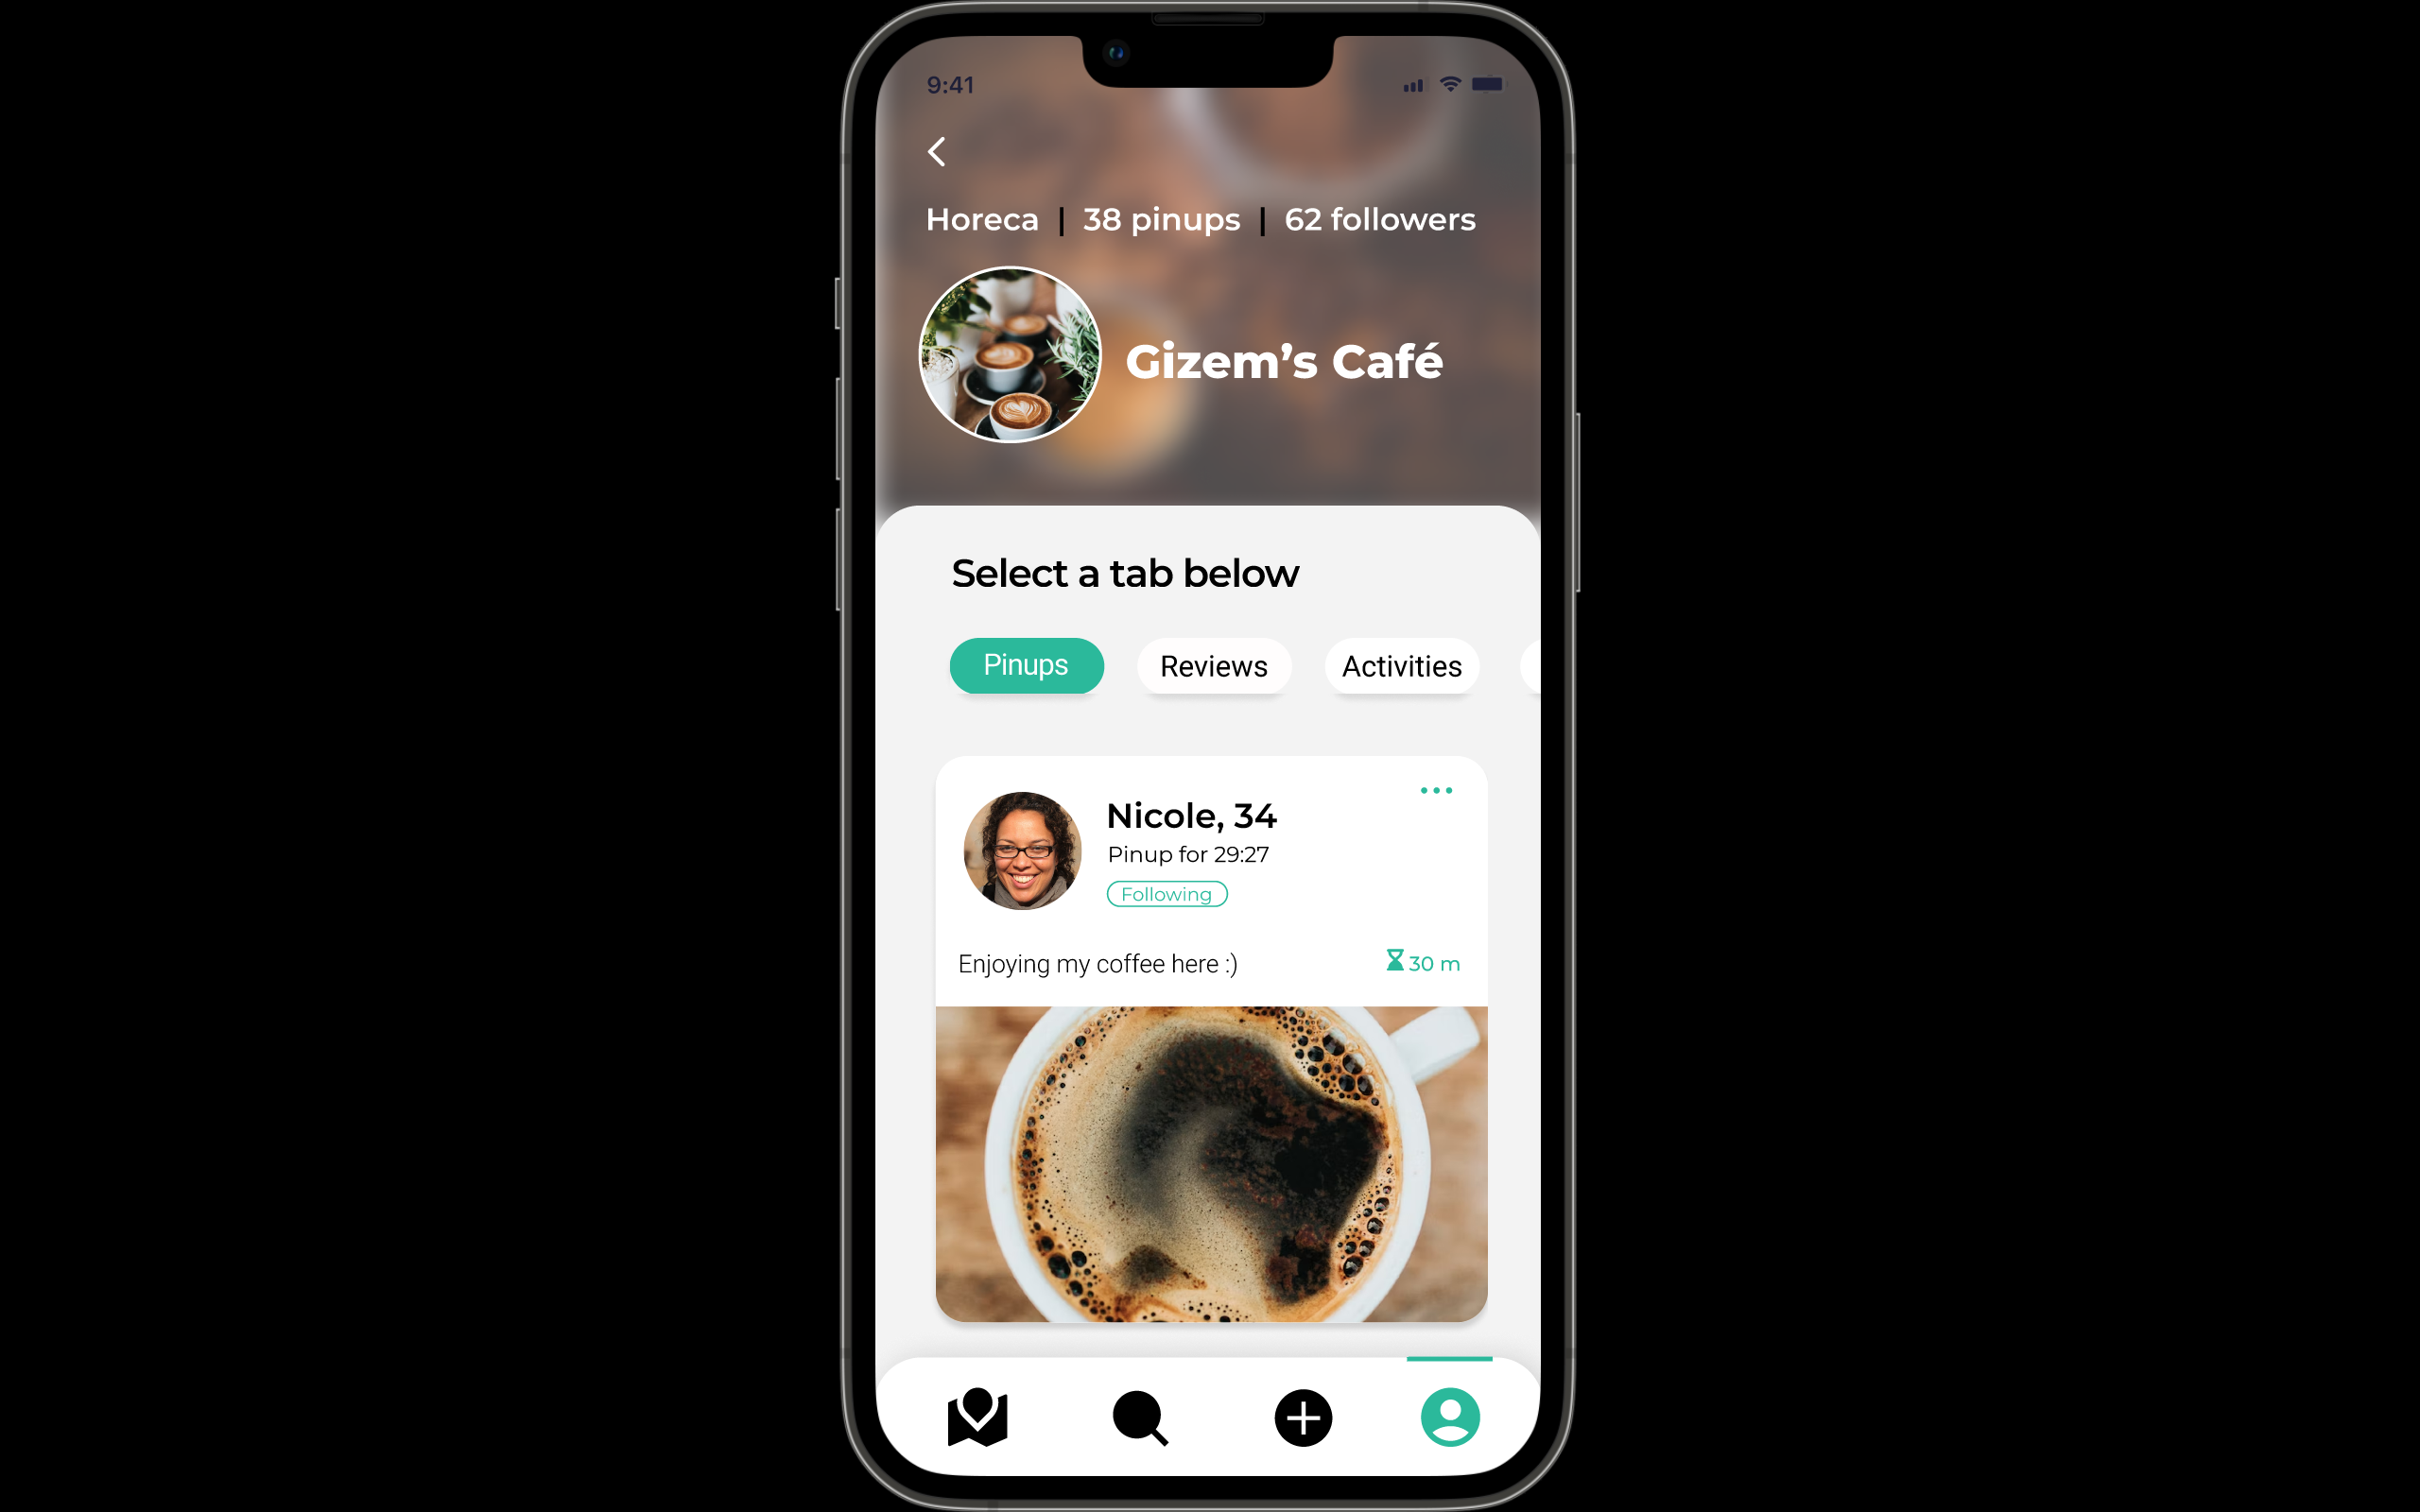 9:41
Horeca | 38 pinups | 62 followers
Gizem’s Café
Select a tab below
Pinups Reviews Activities
Nicole, 34
Pinup for 29:27
Following
Enjoying my coffee here :) 30 m